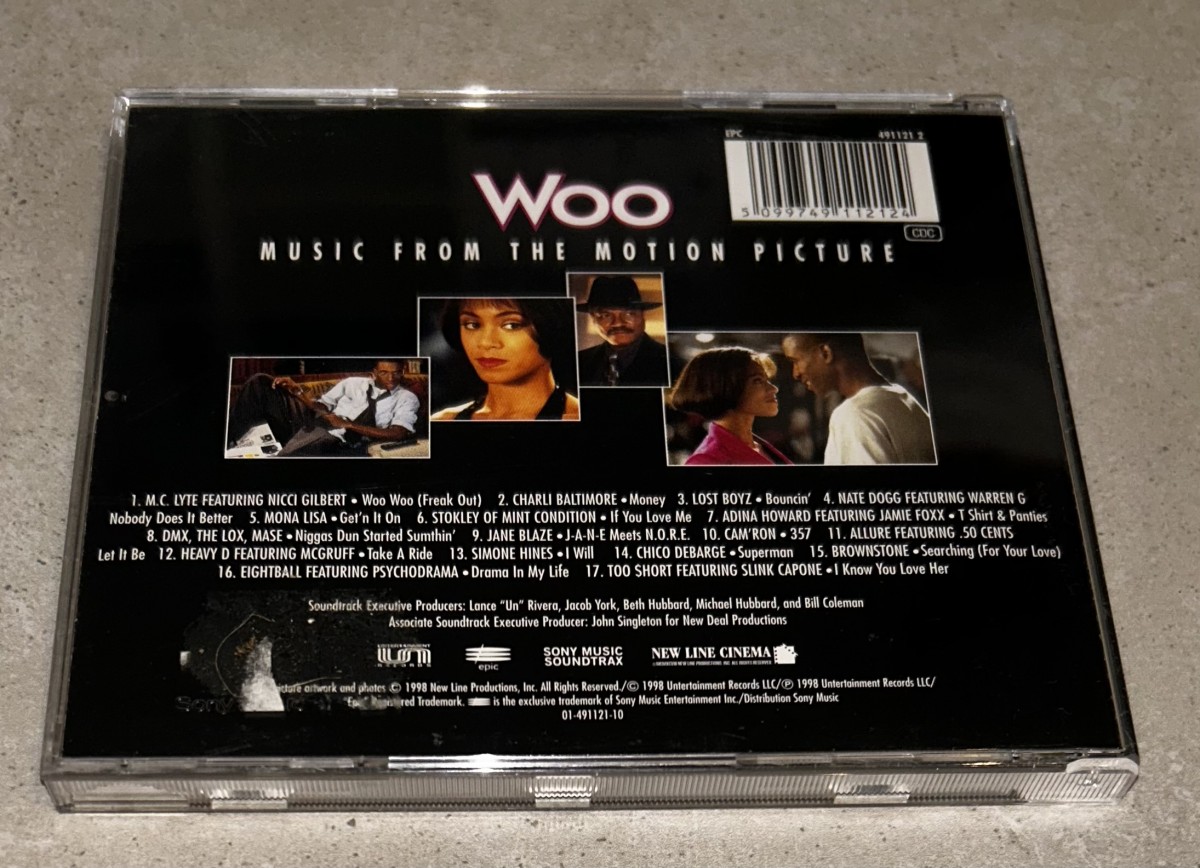 EPC 491121 2
5 099749 112124
CDC
WOO
MUSIC FROM THE MOTION PICTURE
1. M.C. LYTE FEATURING NICCI GILBERT • Woo Woo (Freak Out) 2. CHARLI BALTIMORE • Money 3. LOST BOYZ • Bouncin' 4. NATE DOGG FEATURING WARREN G
Nobody Does It Better 5. MONA LISA • Get'n It On 6. STOKLEY OF MINT CONDITION • If You Love Me 7. ADINA HOWARD FEATURING JAMIE FOXX • T Shirt & Panties
8. DMX, THE LOX, MASE • Niggas Dun Started Sumthin' 9. JANE BLAZE • J-A-N-E Meets N.O.R.E. 10. CAM'RON • 357 11. ALLURE FEATURING .50 CENTS
Let It Be 12. HEAVY D FEATURING MCGRUFF • Take A Ride 13. SIMONE HINES • I Will 14. CHICO DEBARGE • Superman 15. BROWNSTONE • Searching (For Your Love)
16. EIGHTBALL FEATURING PSYCHODRAMA • Drama In My Life 17. TOO $HORT FEATURING SLINK CAPONE • I Know You Love Her
Soundtrack Executive Producers: Lance "Un" Rivera, Jacob York, Beth Hubbard, Michael Hubbard, and Bill Coleman
Associate Soundtrack Executive Producer: John Singleton for New Deal Productions
epic
SONY MUSIC
SOUNDTRAX
NEW LINE CINEMA
artwork and photos © 1998 New Line Productions, Inc. All Rights Reserved./© 1998 Untertainment Records LLC/℗ 1998 Untertainment Records LLC/
"Epic" Trademark. is the exclusive trademark of Sony Music Entertainment Inc./Distribution Sony Music
01-491121-10